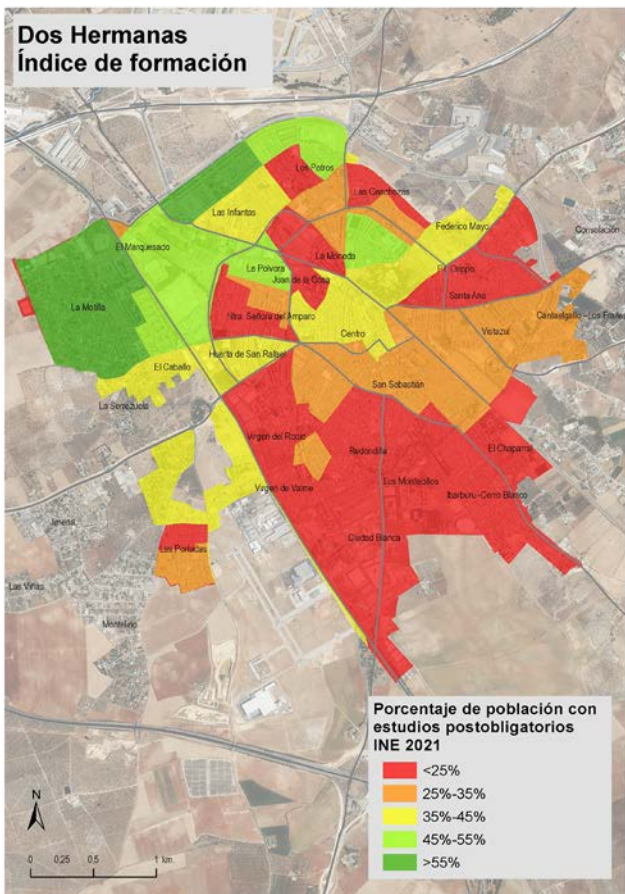 Dos Hermanas
Índice de formación
Los Potros
Las Ganchozas
Las Infantas
Federico Mayo
Consolación
El Marquesado
La Moneda
La Pólvora
Juan de la Cosa
Santa Ana
La Motilla
Cantaelgallo-Los Frailes
Ntra. Señora del Amparo
Centro
Vistazul
Huerta de San Rafael
El Caballo
San Sebastián
La Serrezuela
Virgen del Rocío
Redondilla
El Chaparral
Virgen de Valme
Los Montecillos
Ibarburu-Cerro Blanco
Ciudad Blanca
Las Portadas
Las Viñas
Montelirio
Porcentaje de población con
estudios postobligatorios
INE 2021
<25%
25%-35%
35%-45%
45%-55%
>55%
N
0 0,25 0,5 1 km